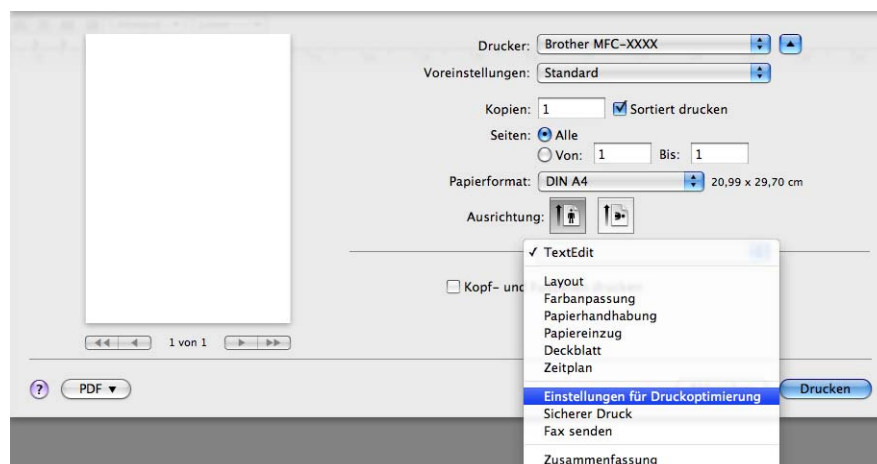 Drucker: Brother MFC-XXXX
Voreinstellungen: Standard
Kopien: 1 Sortiert drucken
Seiten: Alle
Von: 1 Bis: 1
Papierformat: DIN A4 20,99 x 29,70 cm
Ausrichtung:
✓ TextEdit
Kopf- und
Layout
Farbanpassung
Papierhandhabung
Papiereinzug
Deckblatt
Zeitplan
Einstellungen für Druckoptimierung
Sicherer Druck
Fax senden
Zusammenfassung
1 von 1
? PDF ▼
Drucken